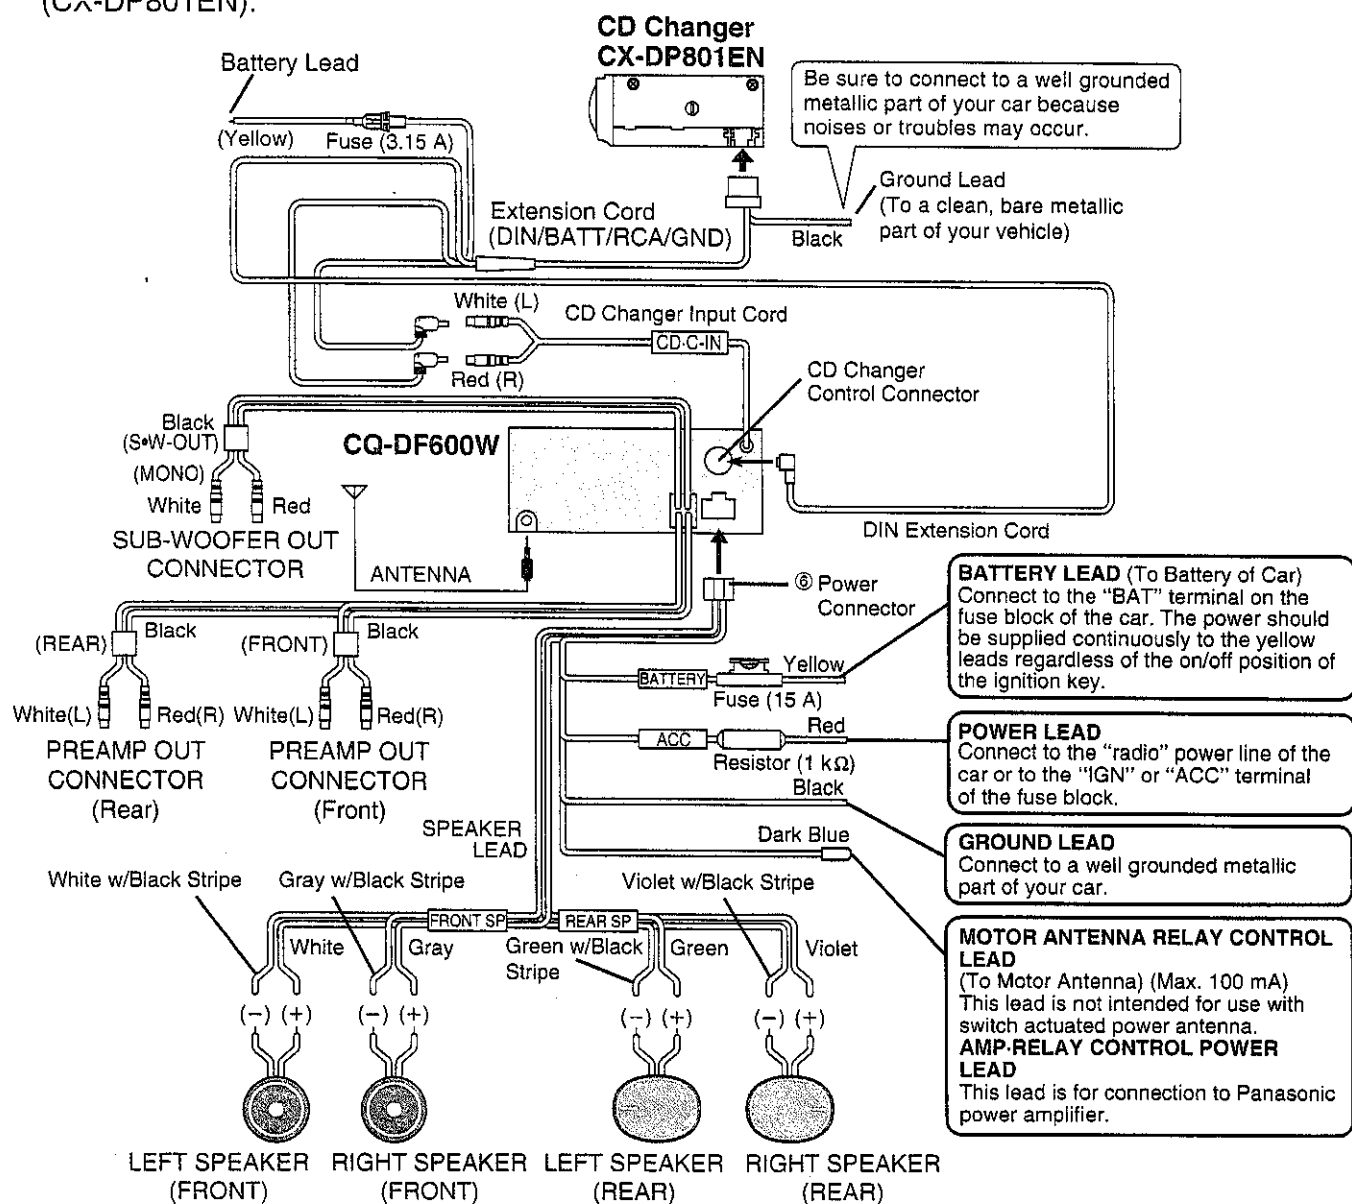 (CX-DP801EN).
CD Changer
CX-DP801EN
Battery Lead
(Yellow)
Fuse (3.15 A)
Be sure to connect to a well grounded
metallic part of your car because
noises or troubles may occur.
Ground Lead
(To a clean, bare metallic
part of your vehicle)
Black
Extension Cord
(DIN/BATT/RCA/GND)
White (L)
CD Changer Input Cord
CD·C-IN
Red (R)
CD Changer
Control Connector
Black
(S•W-OUT)
(MONO)
White
Red
SUB-WOOFER OUT
CONNECTOR
CQ-DF600W
ANTENNA
DIN Extension Cord
⑥ Power
Connector
(REAR)
Black
(FRONT)
Black
White(L)
Red(R)
White(L)
Red(R)
PREAMP OUT
CONNECTOR
(Rear)
PREAMP OUT
CONNECTOR
(Front)
BATTERY
Yellow
Fuse (15 A)
BATTERY LEAD (To Battery of Car)
Connect to the “BAT” terminal on the
fuse block of the car. The power should
be supplied continuously to the yellow
leads regardless of the on/off position of
the ignition key.
ACC
Red
Resistor (1 kΩ)
POWER LEAD
Connect to the “radio” power line of the
car or to the “IGN” or “ACC” terminal
of the fuse block.
Black
GROUND LEAD
Connect to a well grounded metallic
part of your car.
Dark Blue
MOTOR ANTENNA RELAY CONTROL
LEAD
(To Motor Antenna) (Max. 100 mA)
This lead is not intended for use with
switch actuated power antenna.
AMP·RELAY CONTROL POWER
LEAD
This lead is for connection to Panasonic
power amplifier.
SPEAKER
LEAD
White w/Black Stripe
Gray w/Black Stripe
Violet w/Black Stripe
FRONT SP
REAR SP
White
Gray
Green w/Black
Stripe
Green
Violet
(−) (+)
(−) (+)
(−) (+)
(−) (+)
LEFT SPEAKER
(FRONT)
RIGHT SPEAKER
(FRONT)
LEFT SPEAKER
(REAR)
RIGHT SPEAKER
(REAR)